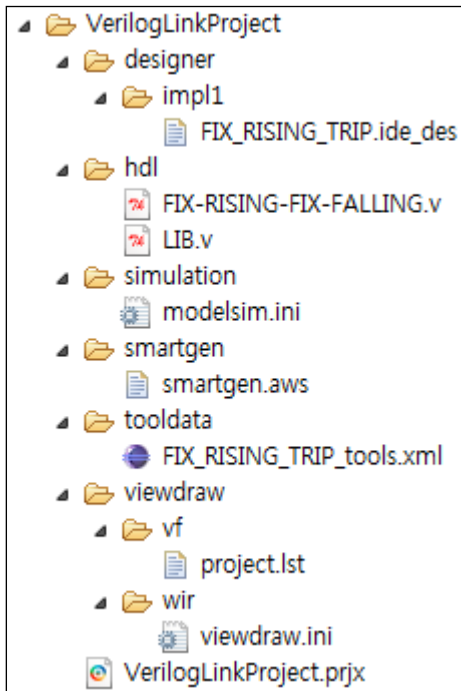 VerilogLinkProject
designer
impl1
FIX_RISING_TRIP.ide_des
hdl
FIX-RISING-FIX-FALLING.v
LIB.v
simulation
modelsim.ini
smartgen
smartgen.aws
tooldata
FIX_RISING_TRIP_tools.xml
viewdraw
vf
project.lst
wir
viewdraw.ini
VerilogLinkProject.prjx